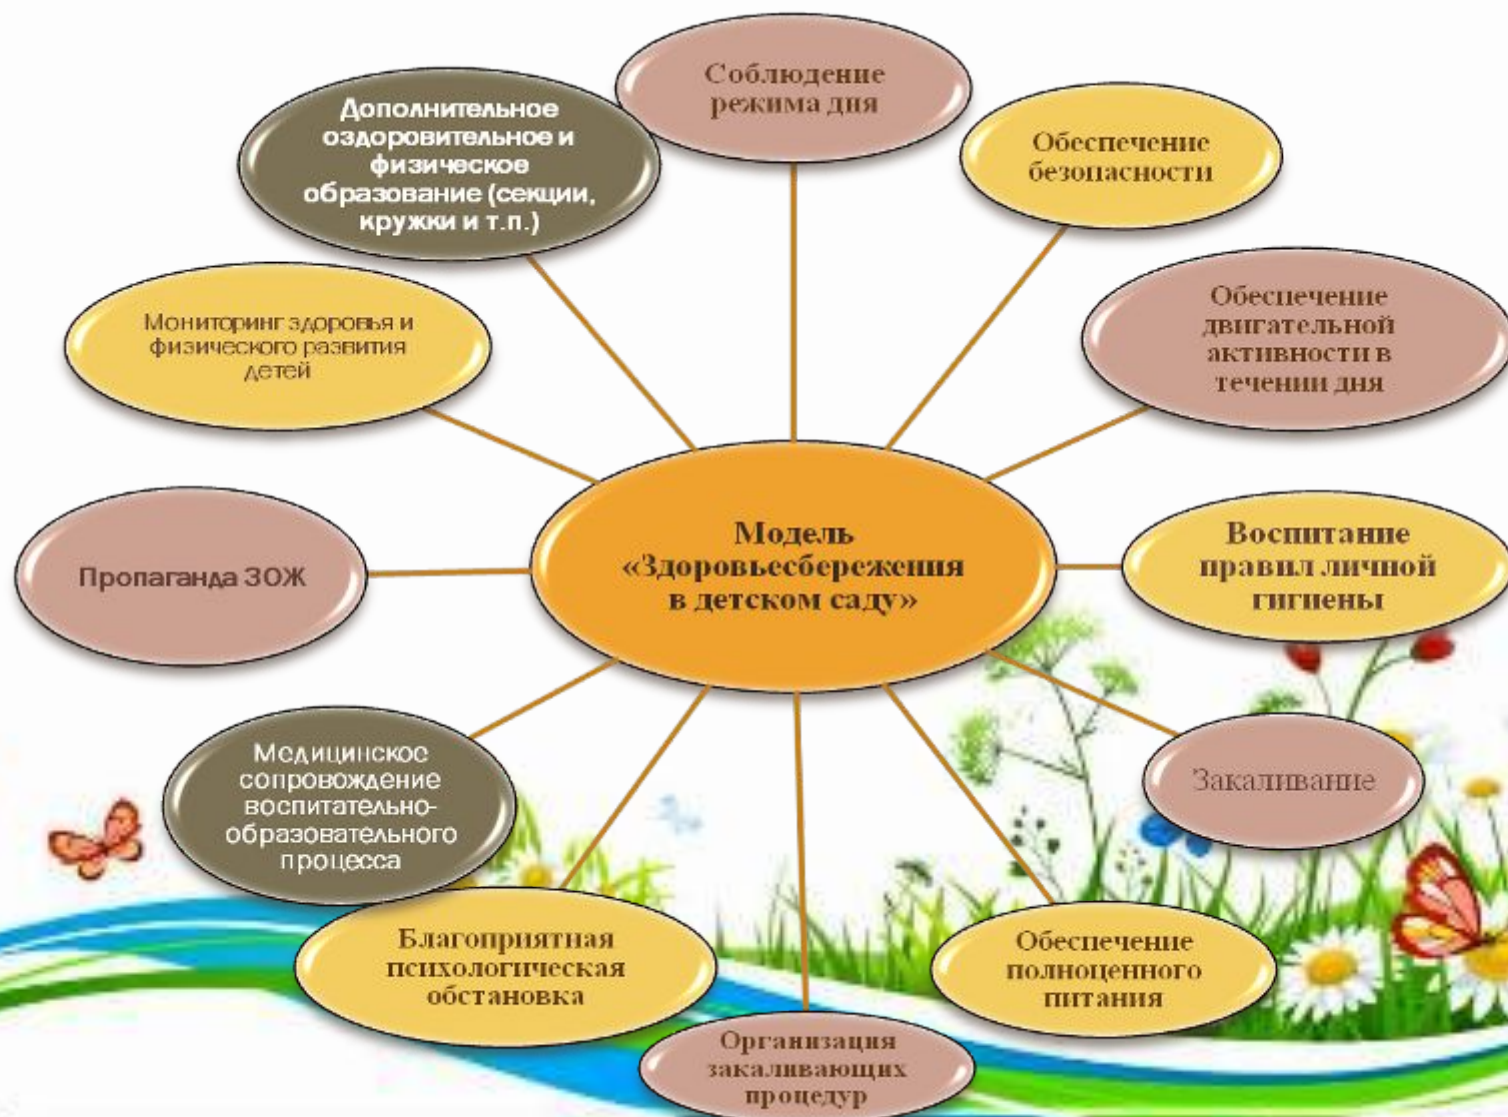 Соблюдение
режима дня
Обеспечение
безопасности
Обеспечение
двигательной
активности в
течении дня
Воспитание
правил личной
гигиены
Закаливание
Обеспечение
полноценного
питания
Организация
закаливающих
процедур
Благоприятная
психологическая
обстановка
Медицинское
сопровождение
воспитательно-
образовательного
процесса
Пропаганда ЗОЖ
Мониторинг здоровья и
физического развития
детей
Дополнительное
оздоровительное и
физическое
образование (секции,
кружки и т.п.)
Модель
«Здоровьесбережения
в детском саду»